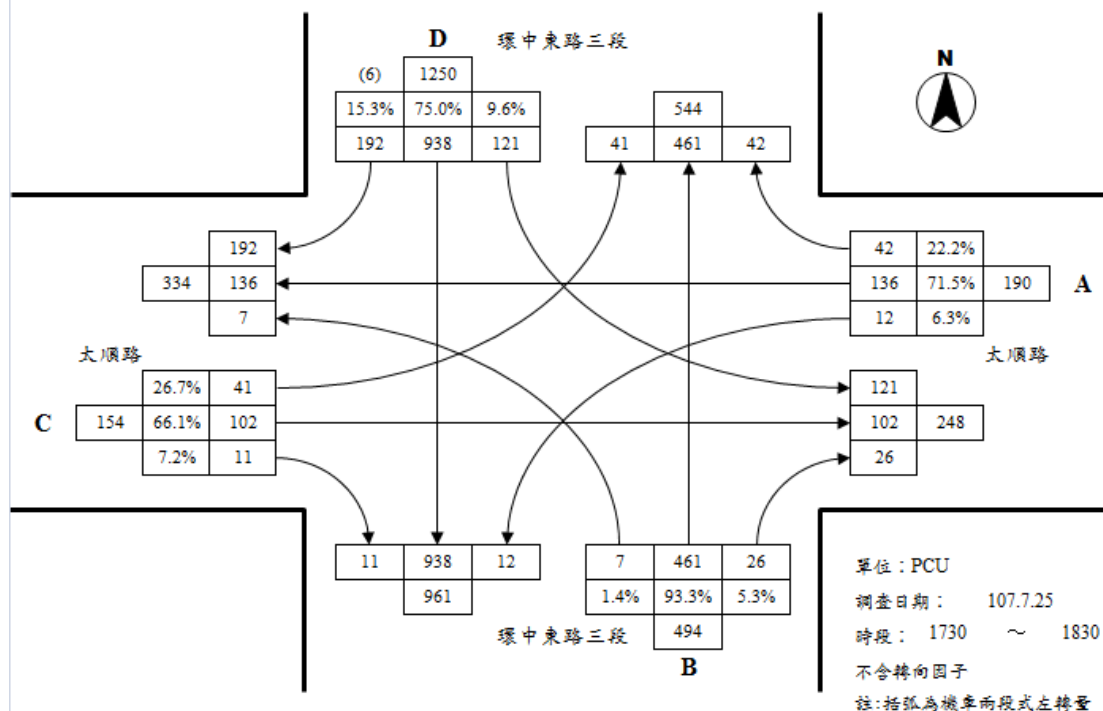 D 環中東路三段
N
(6) 1250
15.3% 75.0% 9.6%
192 938 121
544
41 461 42
192
334 136
7
42 22.2%
136 71.5% 190
12 6.3%
A
太順路
太順路
26.7% 41
C 154 66.1% 102
7.2% 11
121
102 248
26
11 938 12
961
7 461 26
1.4% 93.3% 5.3%
494
環中東路三段
B
單位：PCU
調查日期： 107.7.25
時段： 1730 ～ 1830
不含轉向因子
註:括弧為機車兩段式左轉量